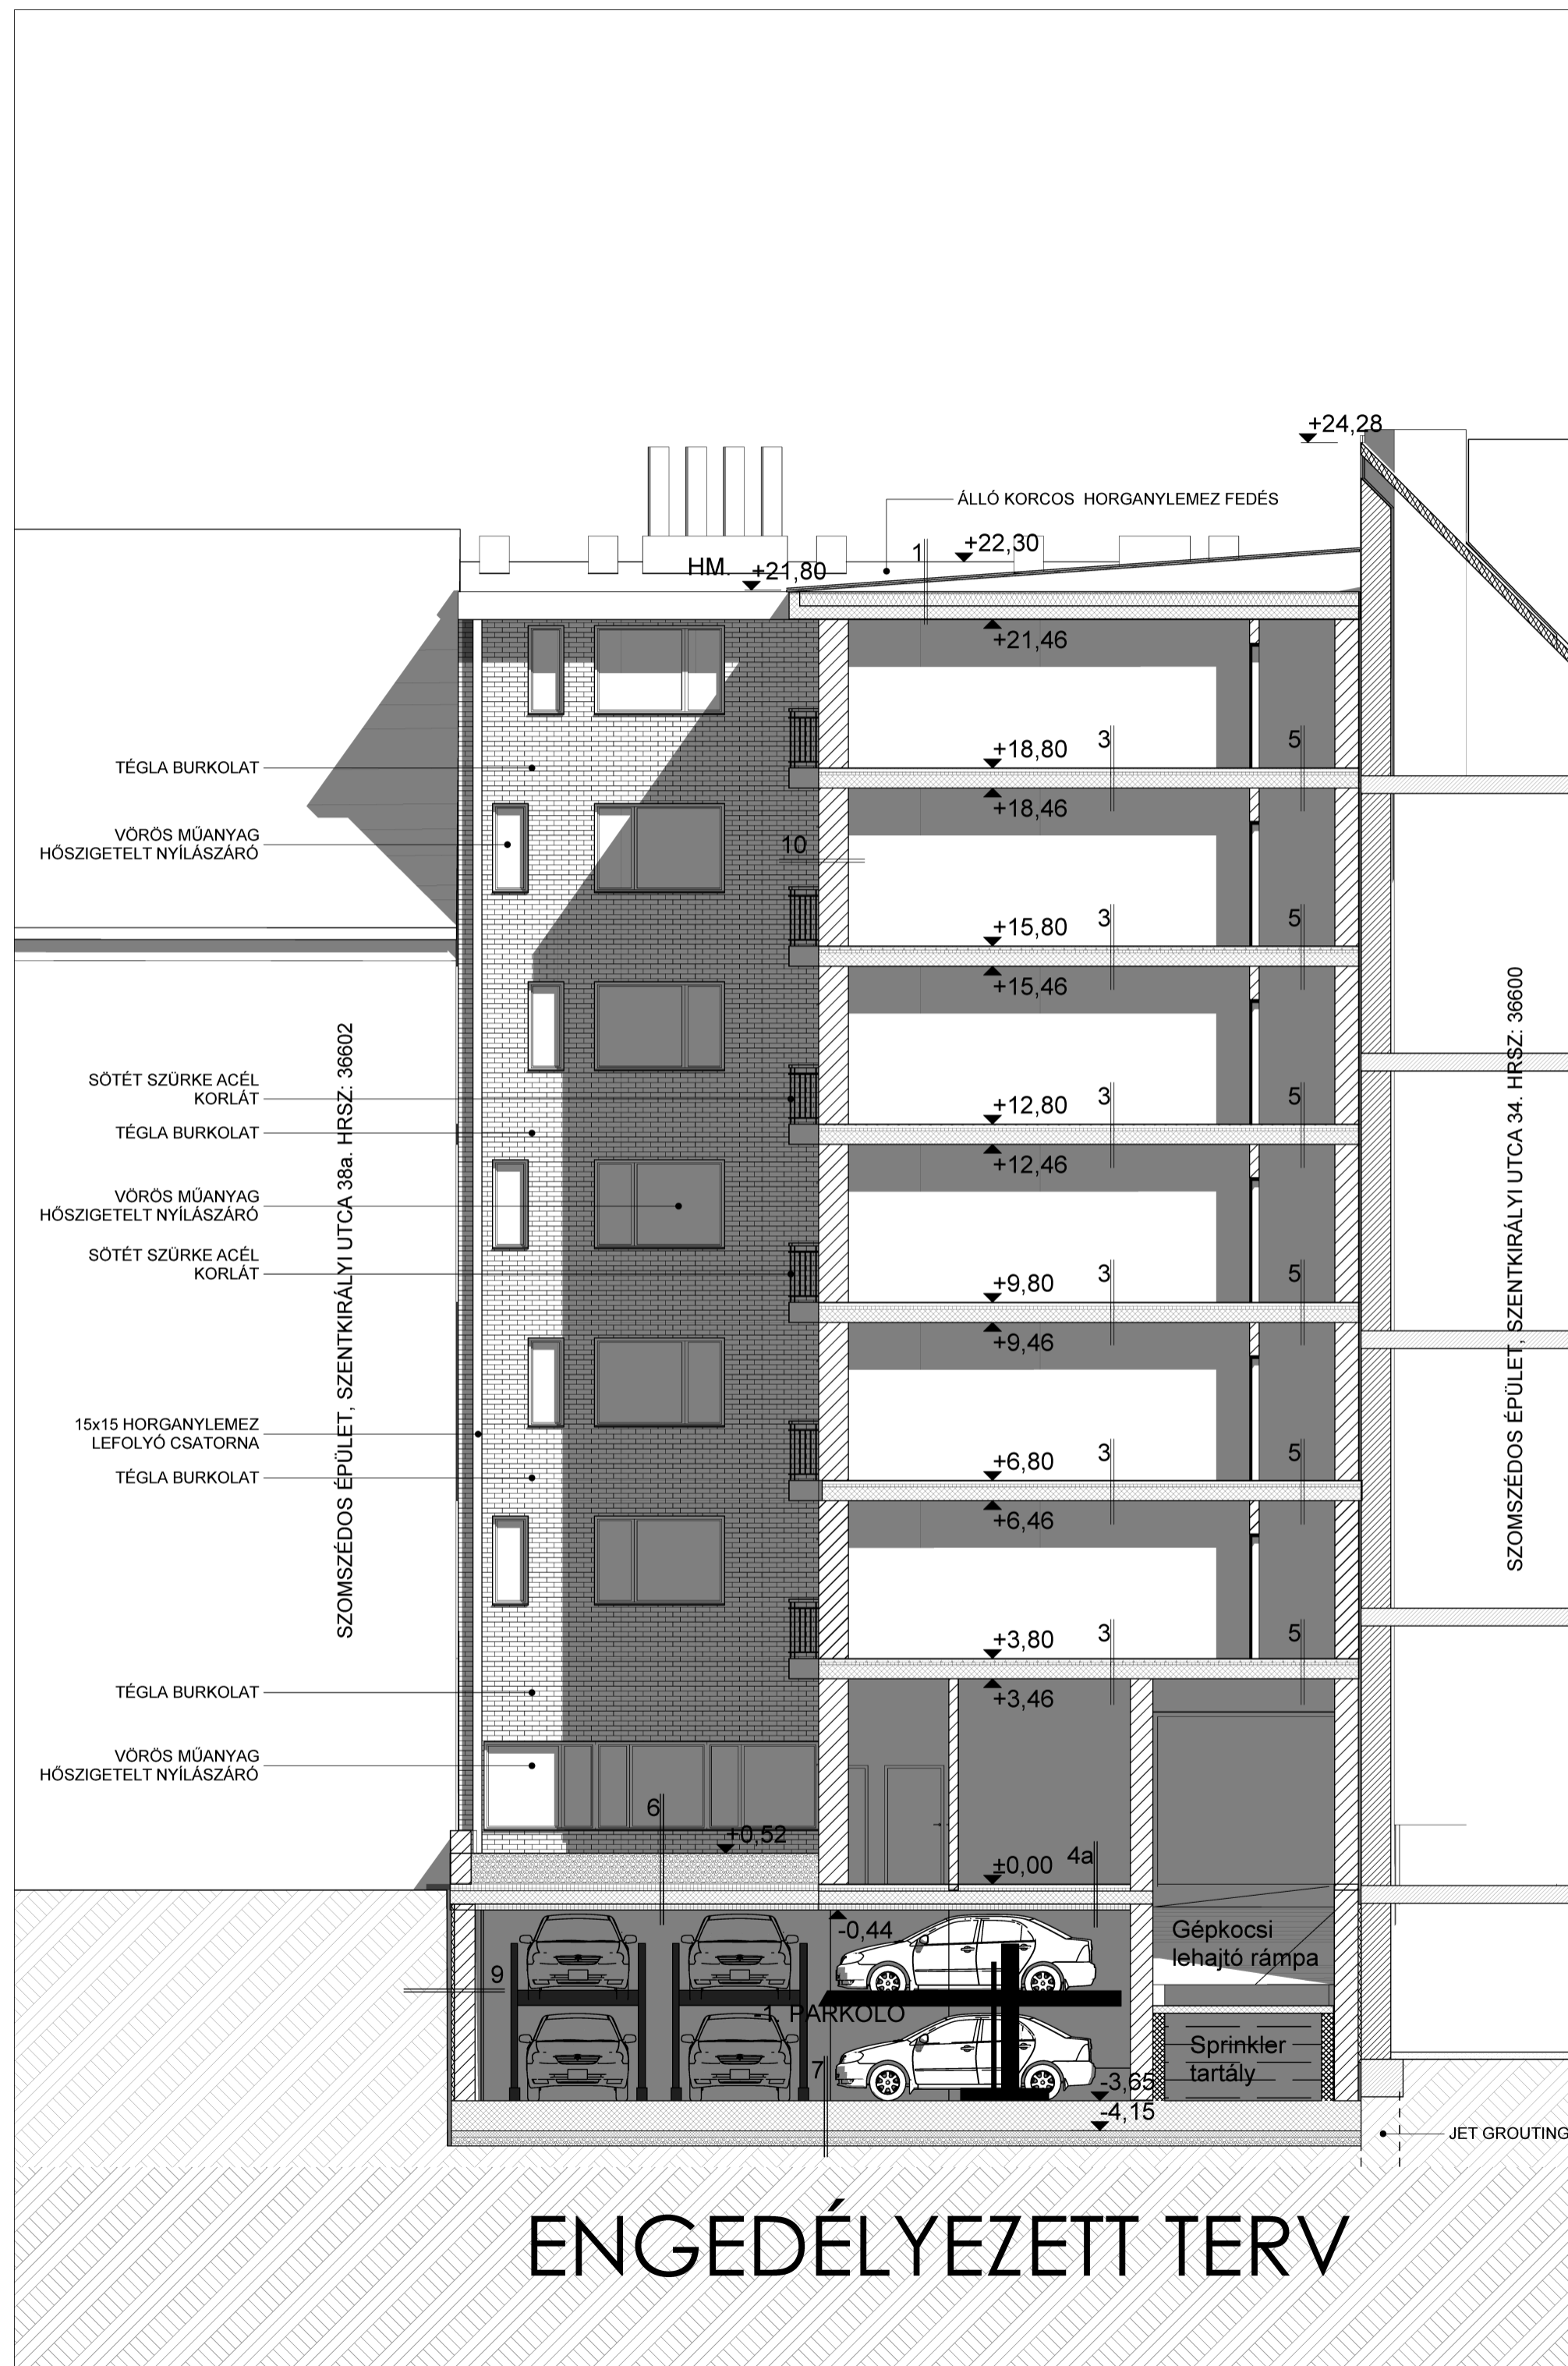 +24,28
ÁLLÓ KORCOS HORGANYLEMEZ FEDÉS
1
+22,30
HM. +21,80
+21,46
TÉGLA BURKOLAT
+18,80
3
5
VÖRÖS MŰANYAG
HŐSZIGETELT NYÍLÁSZÁRÓ
+18,46
10
+15,80
3
5
+15,46
SZOMSZÉDOS ÉPÜLET, SZENTKIRÁLYI UTCA 38a. HRSZ: 36602
SZOMSZÉDOS ÉPÜLET, SZENTKIRÁLYI UTCA 34. HRSZ: 36600
SÖTÉT SZÜRKE ACÉL
KORLÁT
+12,80
3
5
TÉGLA BURKOLAT
+12,46
VÖRÖS MŰANYAG
HŐSZIGETELT NYÍLÁSZÁRÓ
SÖTÉT SZÜRKE ACÉL
KORLÁT
+9,80
3
5
+9,46
15x15 HORGANYLEMEZ
LEFOLYÓ CSATORNA
+6,80
3
5
TÉGLA BURKOLAT
+6,46
+3,80
3
5
TÉGLA BURKOLAT
+3,46
VÖRÖS MŰANYAG
HŐSZIGETELT NYÍLÁSZÁRÓ
6
+0,52
±0,00
4a
-0,44
Gépkocsi
lehajtó rámpa
9
-1. PARKOLÓ
Sprinkler
tartály
7
-3,65
-4,15
JET GROUTING
ENGEDÉLYEZETT TERV